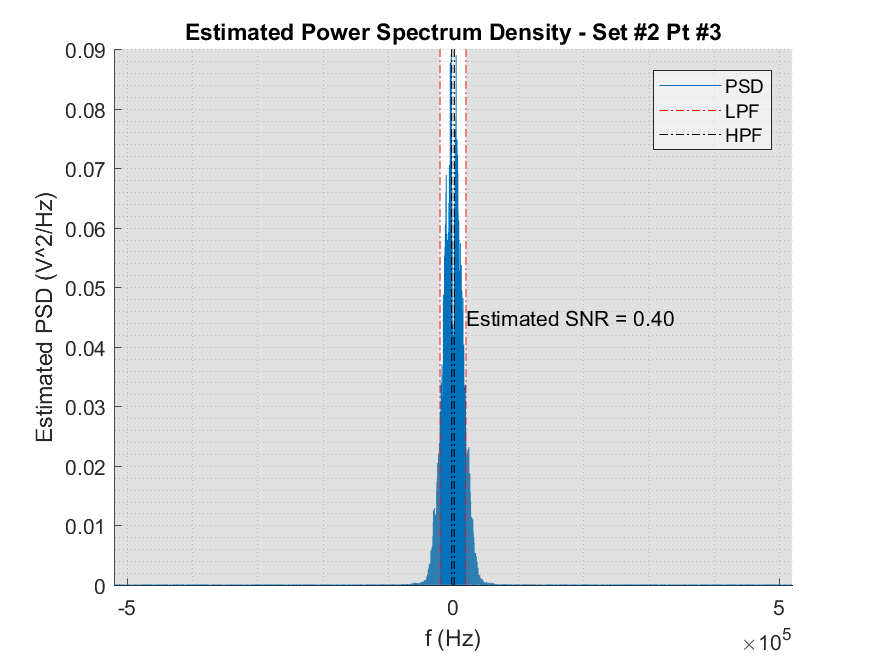 Estimated Power Spectrum Density - Set #2 Pt #3
0.09
0.08
0.07
0.06
0.05
0.04
0.03
0.02
0.01
0
Estimated PSD (V^2/Hz)
PSD
LPF
HPF
Estimated SNR = 0.40
-5
0
5
f (Hz)
×10^5